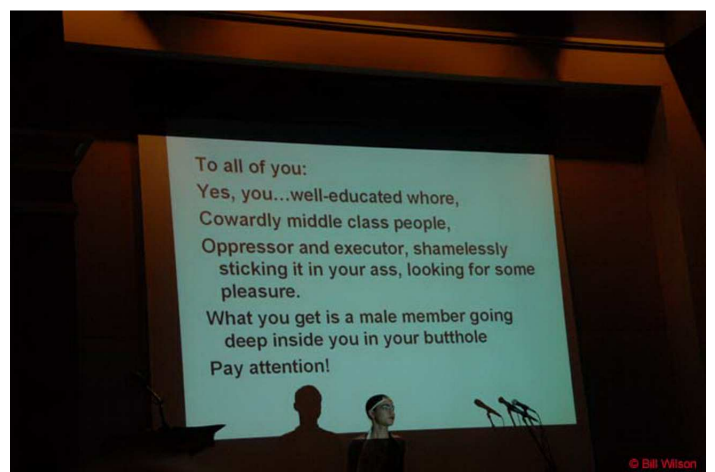 To all of you:
Yes, you...well-educated whore,
Cowardly middle class people,
Oppressor and executor, shamelessly
sticking it in your ass, looking for some
pleasure.
What you get is a male member going
deep inside you in your butthole
Pay attention!
© Bill Wilson